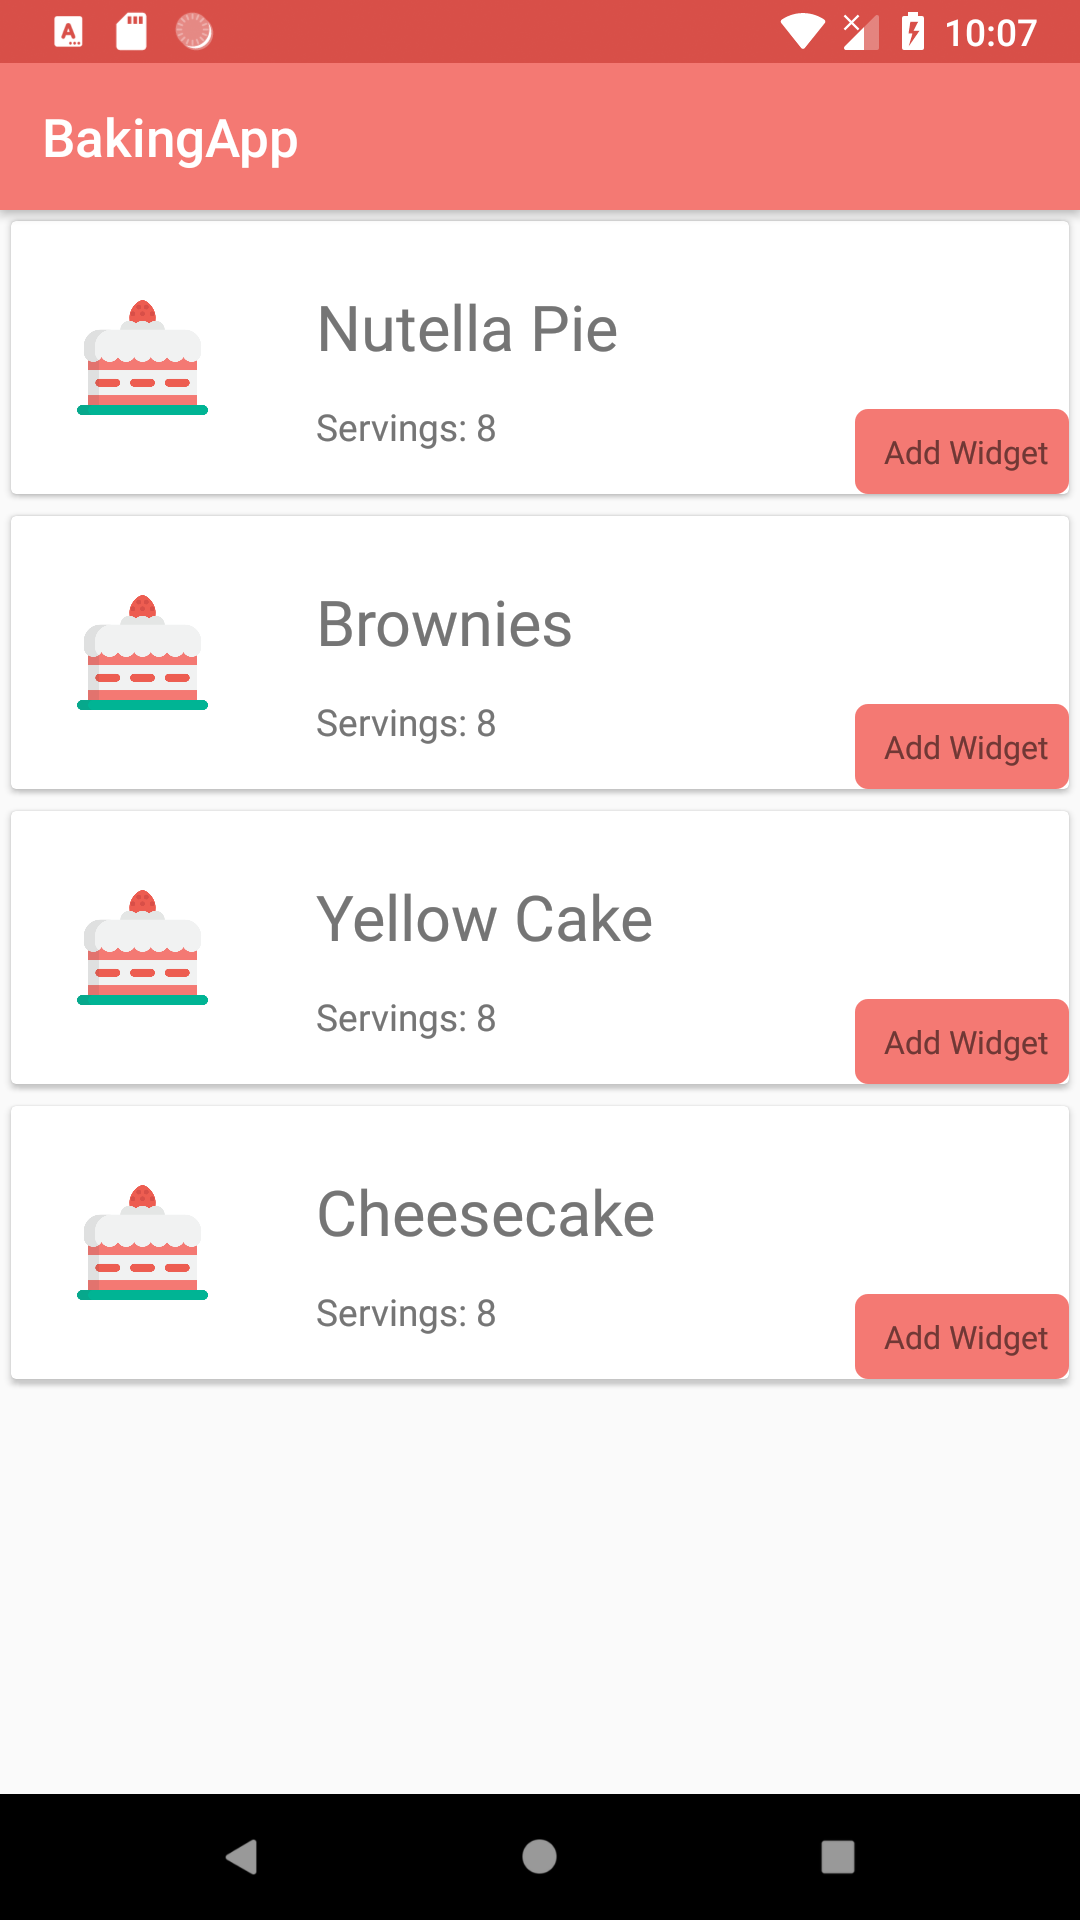 10:07
BakingApp
Nutella Pie
Servings: 8
Add Widget
Brownies
Servings: 8
Add Widget
Yellow Cake
Servings: 8
Add Widget
Cheesecake
Servings: 8
Add Widget